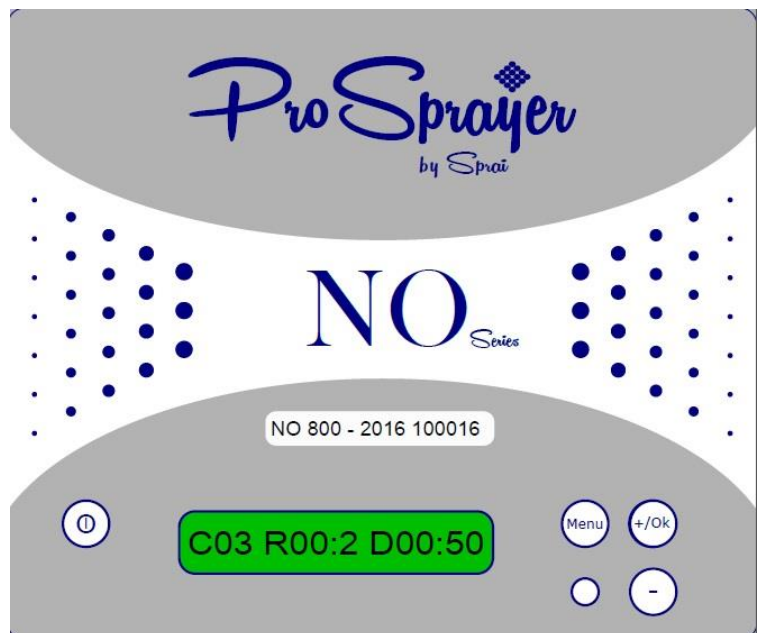 ProSprayer
by Sprai
NO Series
NO 800 - 2016 100016
C03 R00:2 D00:50
Menu
+/Ok
-